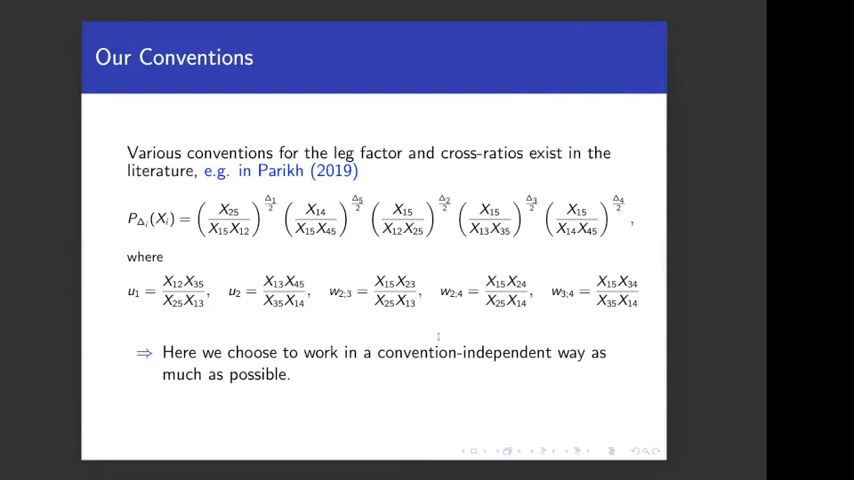 Our Conventions
Various conventions for the leg factor and cross-ratios exist in the
literature, e.g. in Parikh (2019)
P_{Δ_i}(X_i) = (X_{25}/(X_{15}X_{12}))^{Δ_1/2} (X_{14}/(X_{15}X_{45}))^{Δ_5/2} (X_{15}/(X_{12}X_{25}))^{Δ_2/2} (X_{15}/(X_{13}X_{35}))^{Δ_3/2} (X_{15}/(X_{14}X_{45}))^{Δ_4/2} ,
where
u_1 = X_{12}X_{35}/(X_{25}X_{13}), u_2 = X_{13}X_{45}/(X_{35}X_{14}), w_{2;3} = X_{15}X_{23}/(X_{25}X_{13}), w_{2;4} = X_{15}X_{24}/(X_{25}X_{14}), w_{3;4} = X_{15}X_{34}/(X_{35}X_{14})
⇒ Here we choose to work in a convention-independent way as
much as possible.